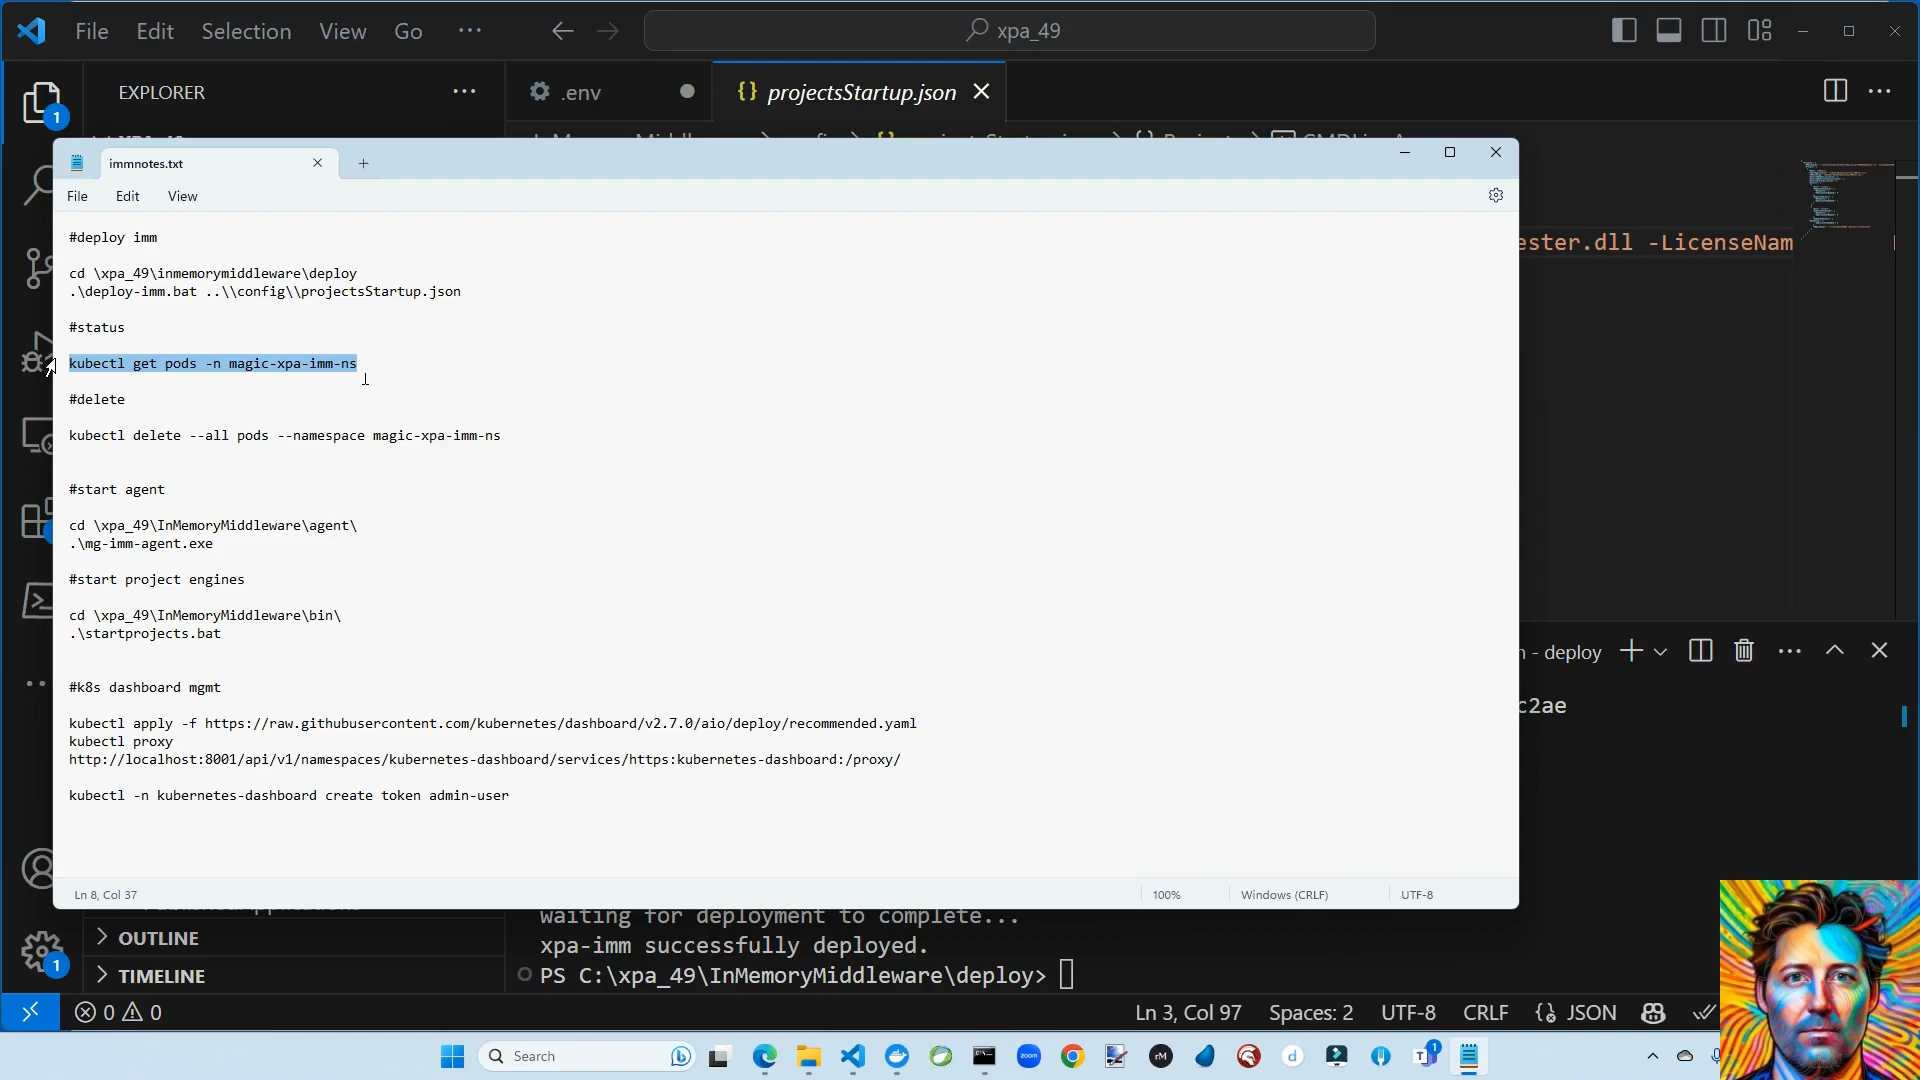 File Edit Selection View Go ··· xpa_49
EXPLORER ··· .env {} projectsStartup.json
1
immnotes.txt
File Edit View
#deploy imm
cd \xpa_49\inmemorymiddleware\deploy
.\deploy-imm.bat ..\\config\\projectsStartup.json
#status
kubectl get pods -n magic-xpa-imm-ns
#delete
kubectl delete --all pods --namespace magic-xpa-imm-ns
#start agent
cd \xpa_49\InMemoryMiddleware\agent\
.\mg-imm-agent.exe
#start project engines
cd \xpa_49\InMemoryMiddleware\bin\
.\startprojects.bat
#k8s dashboard mgmt
kubectl apply -f https://raw.githubusercontent.com/kubernetes/dashboard/v2.7.0/aio/deploy/recommended.yaml
kubectl proxy
http://localhost:8001/api/v1/namespaces/kubernetes-dashboard/services/https:kubernetes-dashboard:/proxy/
kubectl -n kubernetes-dashboard create token admin-user
Ln 8, Col 37 100% Windows (CRLF) UTF-8
ester.dll -LicenseNam
- deploy
c2ae
waiting for deployment to complete...
xpa-imm successfully deployed.
PS C:\xpa_49\InMemoryMiddleware\deploy>
OUTLINE
TIMELINE
1
0 0 Ln 3, Col 97 Spaces: 2 UTF-8 CRLF {} JSON
Search zoom rM d 1